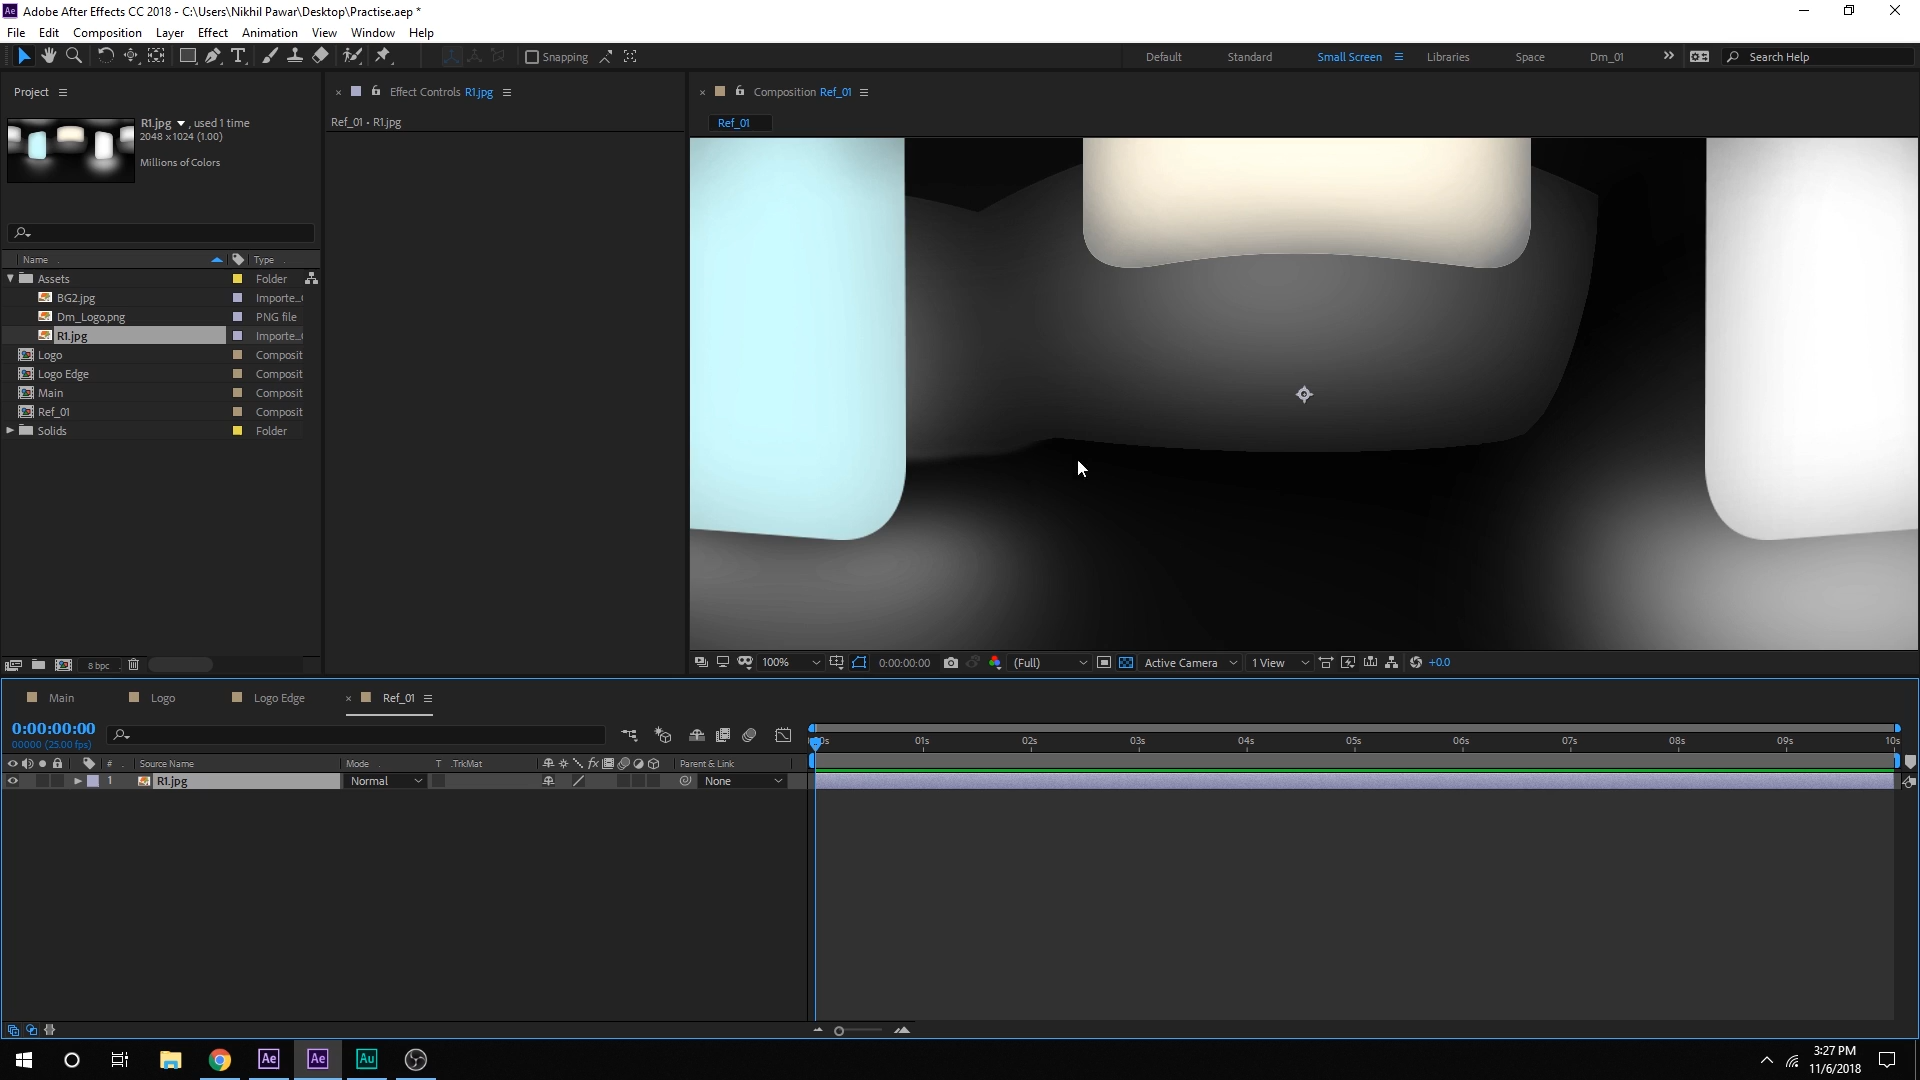 Adobe After Effects CC 2018 - C:\Users\Nikhil Pawar\Desktop\Practise.aep *
File Edit Composition Layer Effect Animation View Window Help
Snapping Default Standard Small Screen Libraries Space Dm_01 Search Help
Project
R1.jpg , used 1 time
2048 x 1024 (1.00)
Millions of Colors
Name Type
Assets Folder
BG2.jpg Importe...
Dm_Logo.png PNG file
R1.jpg Importe...
Logo Composit
Logo Edge Composit
Main Composit
Ref_01 Composit
Solids Folder
8 bpc
Effect Controls R1.jpg
Ref_01 • R1.jpg
Composition Ref_01
Ref_01
100% 0:00:00:00 (Full) Active Camera 1 View +0.0
Main Logo Logo Edge Ref_01
0:00:00:00
00000 (25.00 fps)
01s 02s 03s 04s 05s 06s 07s 08s 09s 10s
# Source Name Mode T .TrkMat Parent & Link
1 R1.jpg Normal None
3:27 PM
11/6/2018